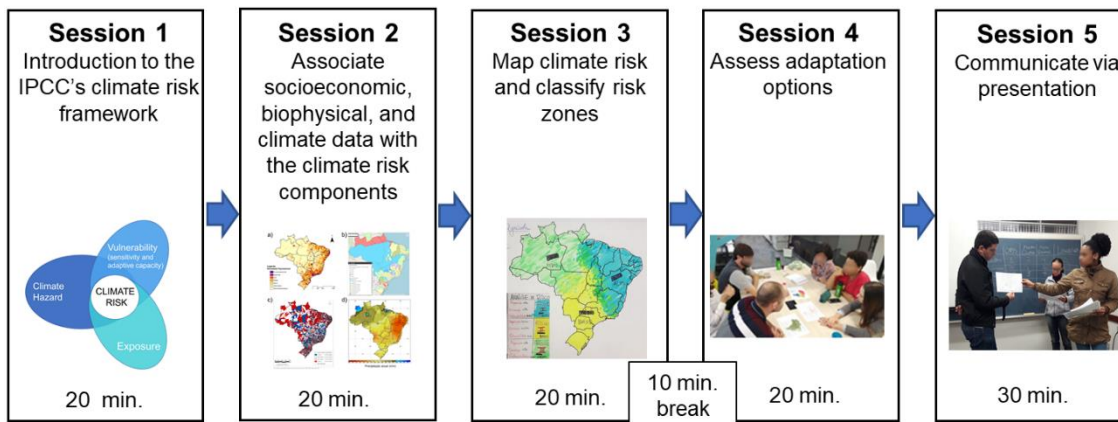 Session 1
Introduction to the
IPCC's climate risk
framework
Vulnerability
(sensitivity and
adaptive capacity)
Climate
Hazard
CLIMATE
RISK
Exposure
20 min.
Session 2
Associate
socioeconomic,
biophysical, and
climate data with
the climate risk
components
a)
b)
c)
d)
20 min.
Session 3
Map climate risk
and classify risk
zones
20 min.
10 min.
break
Session 4
Assess adaptation
options
20 min.
Session 5
Communicate via
presentation
30 min.